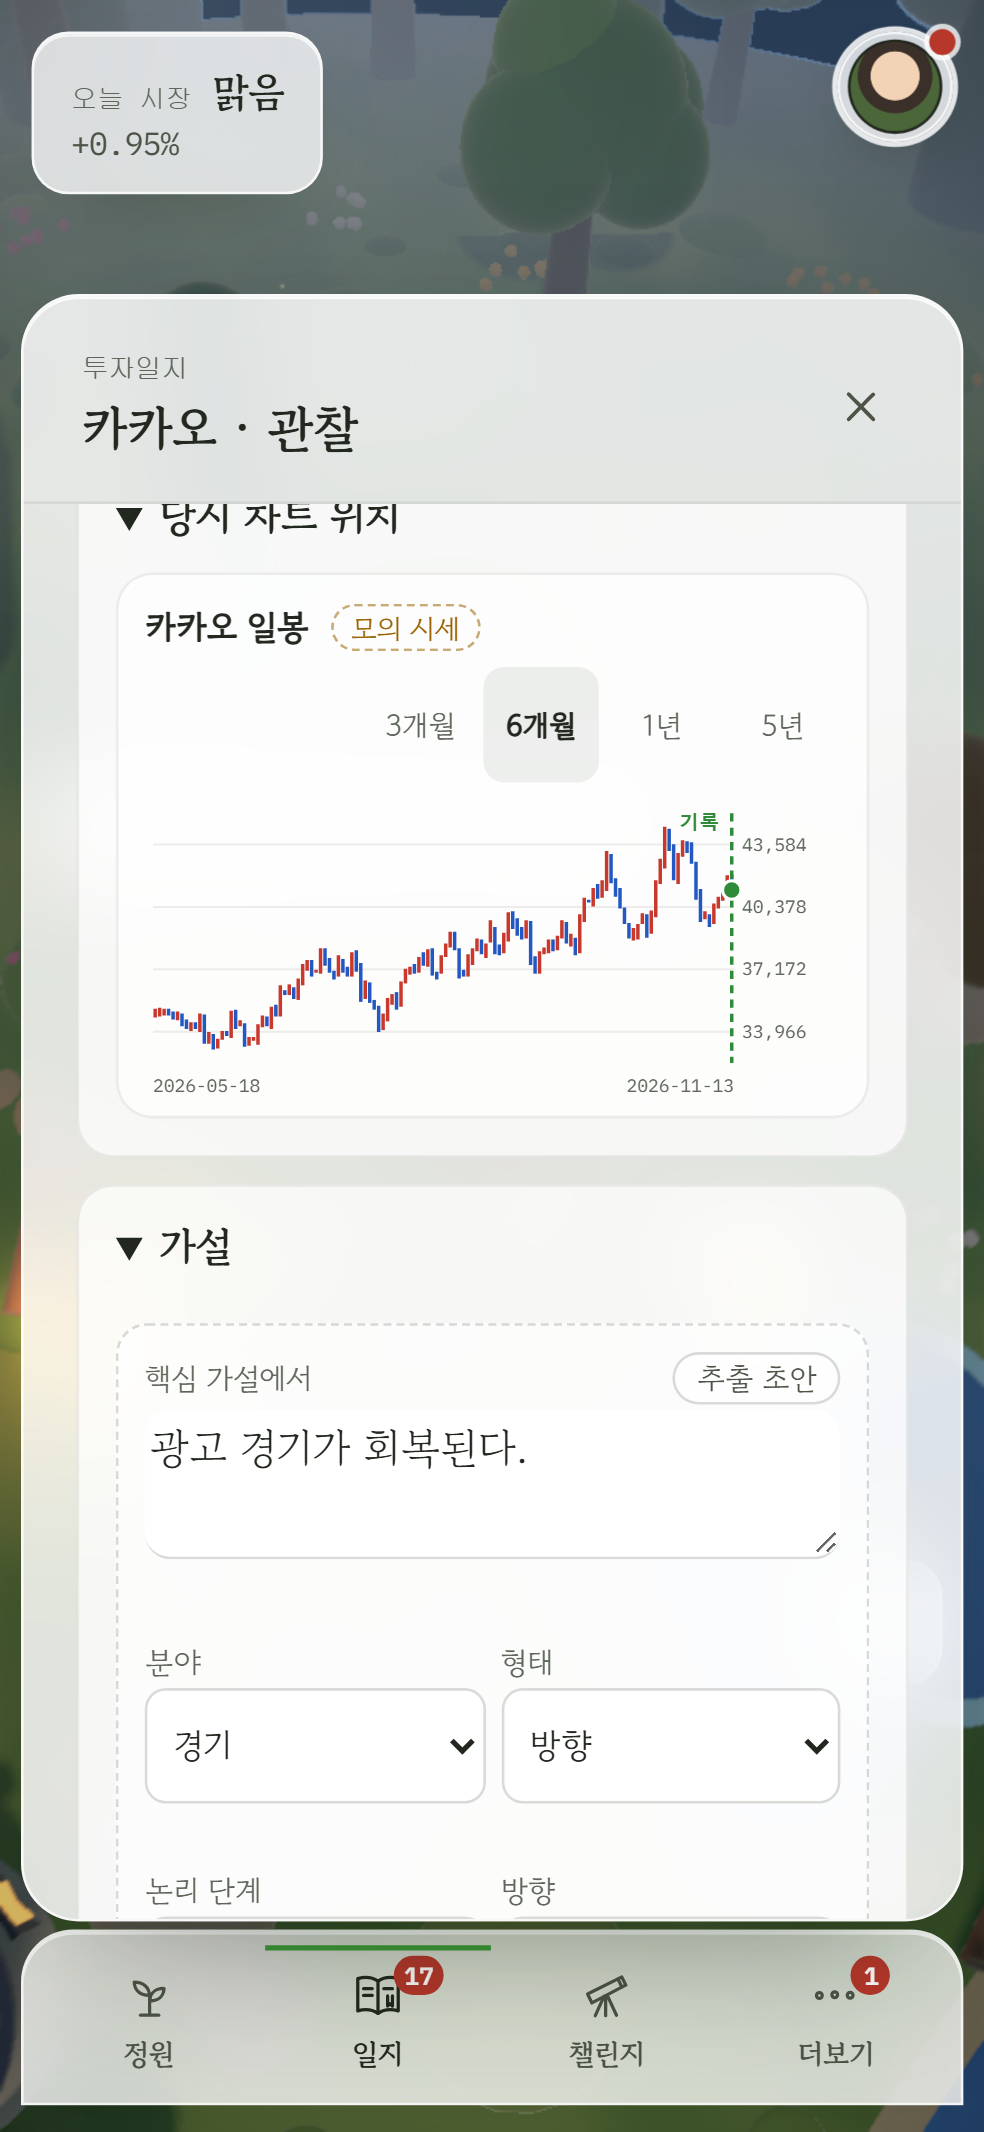 오늘 시장 맑음
+0.95%
투자일지
카카오 · 관찰
▼ 당시 차트 위치
카카오 일봉 모의 시세
3개월 6개월 1년 5년
기록
43,584
40,378
37,172
33,966
2026-05-18 2026-11-13
▼ 가설
핵심 가설에서 추출 초안
광고 경기가 회복된다.
분야 형태
경기 방향
논리 단계 방향
17 1
정원 일지 챌린지 더보기